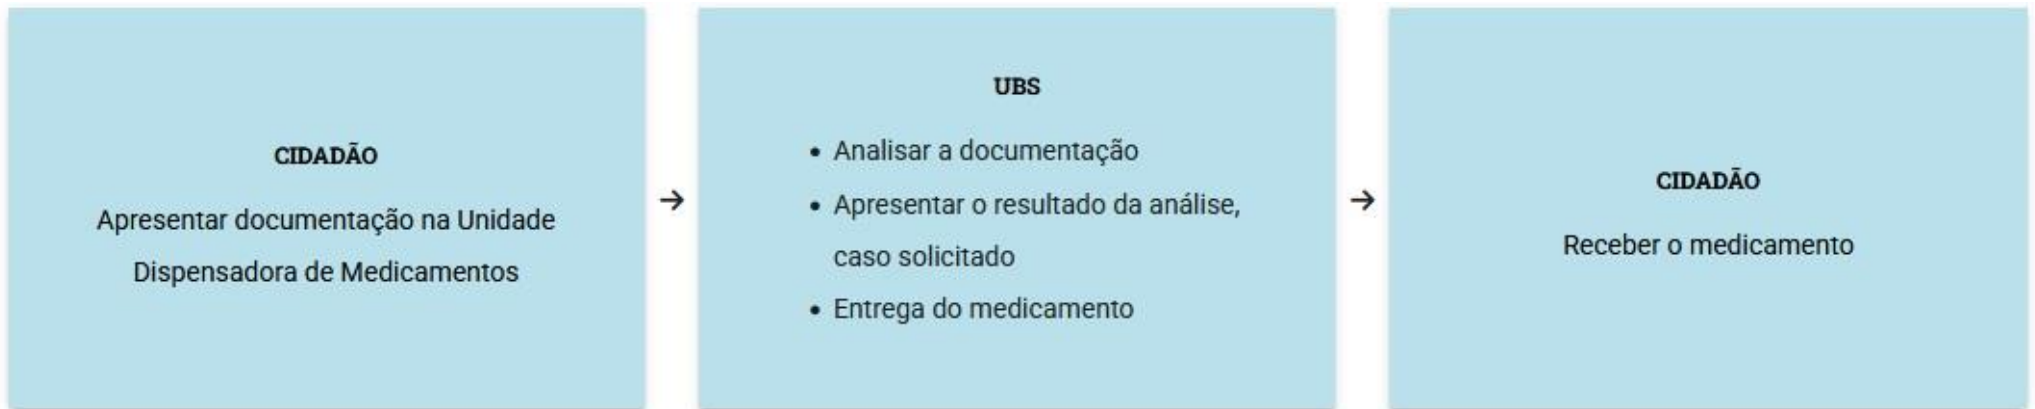 CIDADÃO
Apresentar documentação na Unidade
Dispensadora de Medicamentos
→
UBS
• Analisar a documentação
• Apresentar o resultado da análise,
caso solicitado
• Entrega do medicamento
→
CIDADÃO
Receber o medicamento